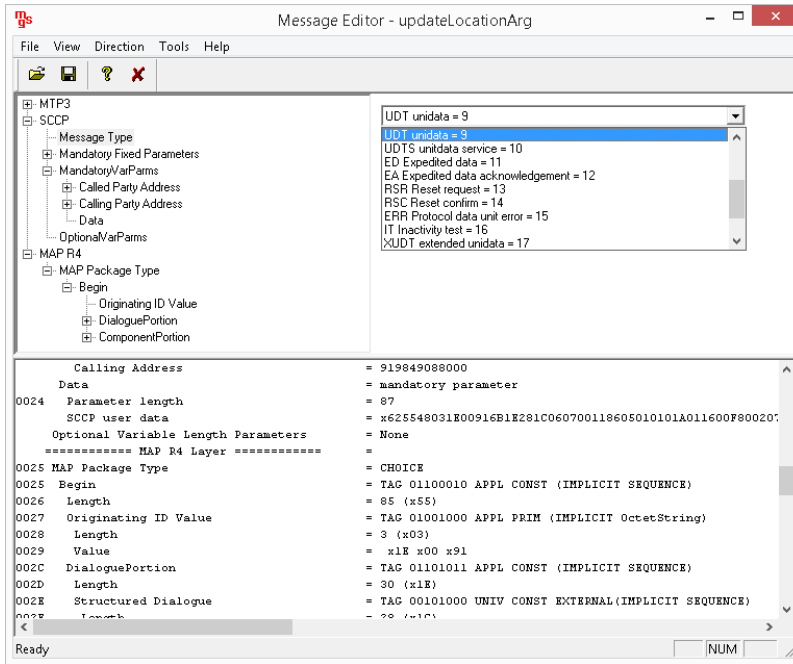 mgs
Message Editor - updateLocationArg
File View Direction Tools Help
MTP3
SCCP
Message Type
Mandatory Fixed Parameters
MandatoryVarParms
Called Party Address
Calling Party Address
Data
OptionalVarParms
MAP R4
MAP Package Type
Begin
Originating ID Value
DialoguePortion
ComponentPortion
UDT unidata = 9
UDT unidata = 9
UDTS unitdata service = 10
ED Expedited data = 11
EA Expedited data acknowledgement = 12
RSR Reset request = 13
RSC Reset confirm = 14
ERR Protocol data unit error = 15
IT Inactivity test = 16
XUDT extended unidata = 17
Calling Address = 919849088000
Data = mandatory parameter
0024 Parameter length = 87
SCCP user data = x625548031E00916B1E281C060700118605010101A011600F800207
Optional Variable Length Parameters = None
============ MAP R4 Layer ============ =
0025 MAP Package Type = CHOICE
0025 Begin = TAG 01100010 APPL CONST (IMPLICIT SEQUENCE)
0026 Length = 85 (x55)
0027 Originating ID Value = TAG 01001000 APPL PRIM (IMPLICIT OctetString)
0028 Length = 3 (x03)
0029 Value = x1E x00 x91
002C DialoguePortion = TAG 01101011 APPL CONST (IMPLICIT SEQUENCE)
002D Length = 30 (x1E)
002E Structured Dialogue = TAG 00101000 UNIV CONST EXTERNAL(IMPLICIT SEQUENCE)
002F Length = 28 (x1C)
Ready NUM